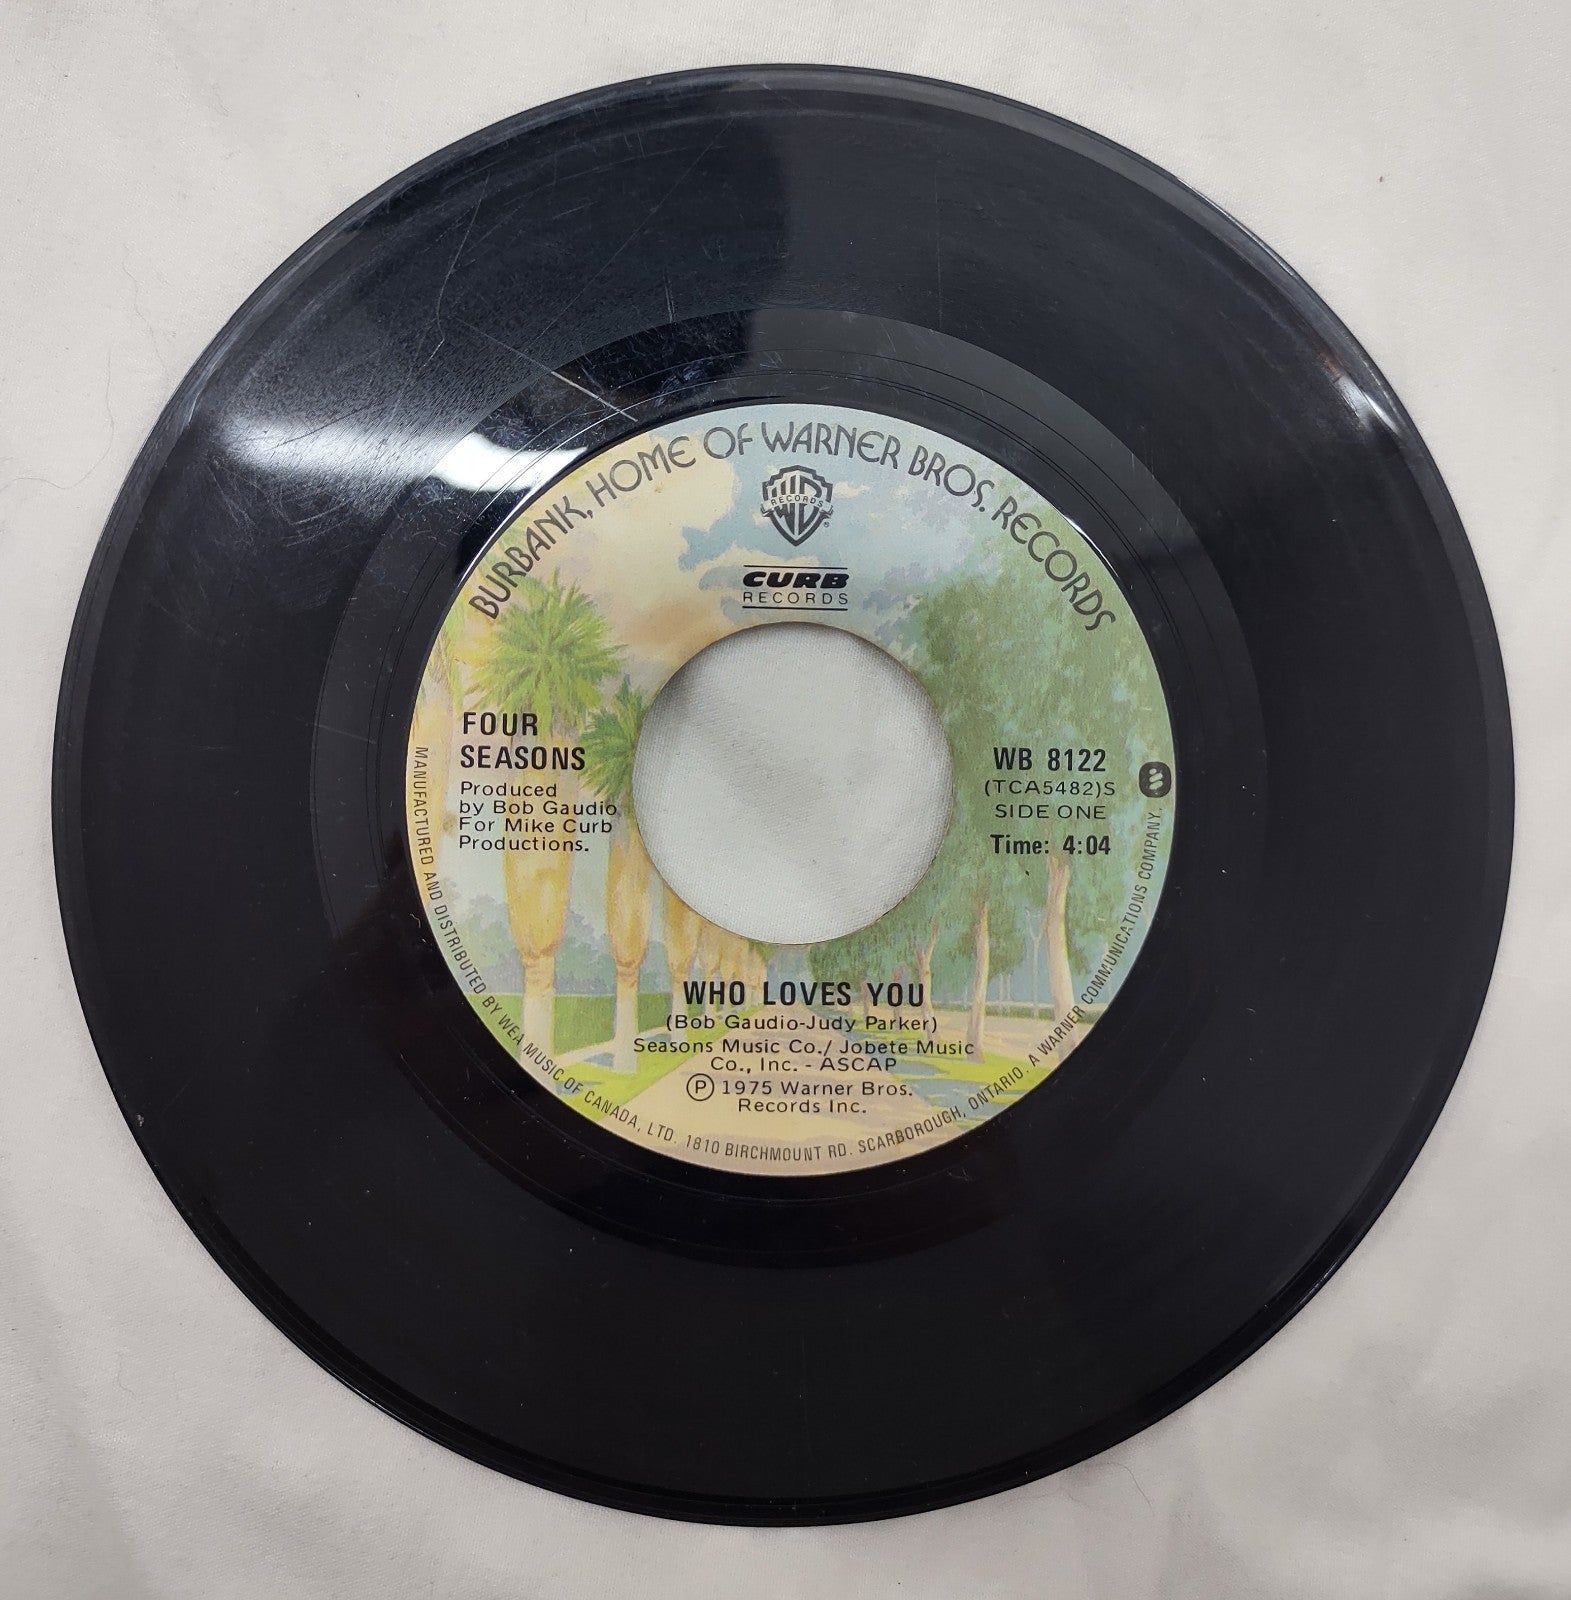 BURBANK, HOME OF WARNER BROS. RECORDS
WB
RECORDS
®
CURB
RECORDS
FOUR
SEASONS
Produced
by Bob Gaudio
For Mike Curb
Productions.
WB 8122
(TCA5482)S
SIDE ONE
Time: 4:04
WHO LOVES YOU
(Bob Gaudio-Judy Parker)
Seasons Music Co./ Jobete Music
Co., Inc. - ASCAP
Ⓟ 1975 Warner Bros.
Records Inc.
MANUFACTURED AND DISTRIBUTED BY WEA MUSIC OF CANADA, LTD. 1810 BIRCHMOUNT RD. SCARBOROUGH, ONTARIO. A WARNER COMMUNICATIONS COMPANY.